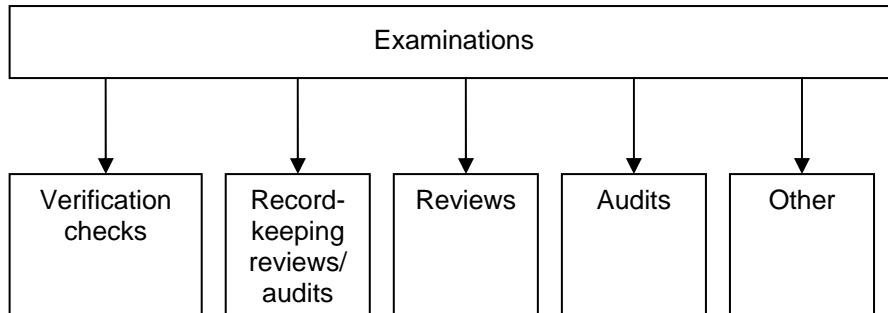 Examinations
Verification
checks
Record-
keeping
reviews/
audits
Reviews
Audits
Other